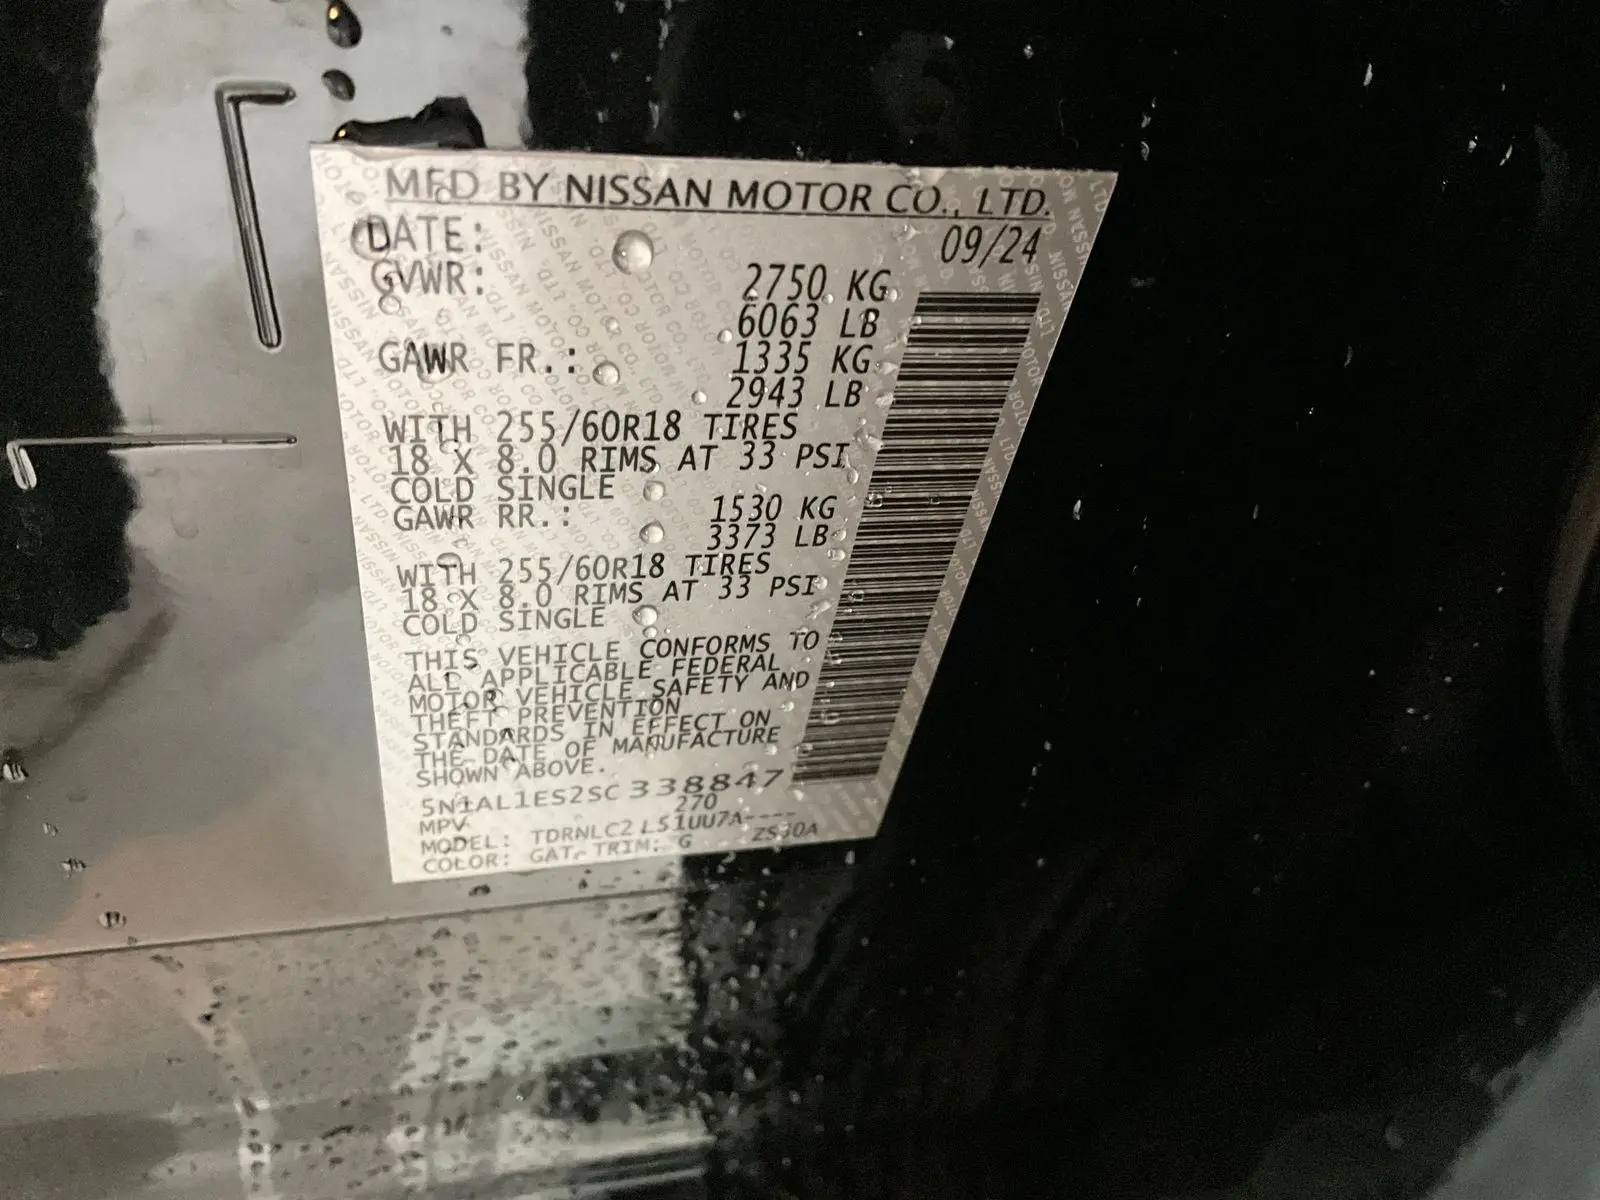 MFD BY NISSAN MOTOR CO., LTD.
DATE: 09/24
GVWR: 2750 KG
6063 LB
GAWR FR.: 1335 KG
2943 LB
WITH 255/60R18 TIRES
18 X 8.0 RIMS AT 33 PSI
COLD SINGLE
GAWR RR.: 1530 KG
3373 LB
WITH 255/60R18 TIRES
18 X 8.0 RIMS AT 33 PSI
COLD SINGLE
THIS VEHICLE CONFORMS TO
ALL APPLICABLE FEDERAL
MOTOR VEHICLE SAFETY AND
THEFT PREVENTION
STANDARDS IN EFFECT ON
THE DATE OF MANUFACTURE
SHOWN ABOVE.
5N1AL1ES2SC338847
MPV 270
MODEL: TDRNLC2 LS1UU7A----
COLOR: GAT TRIM: G